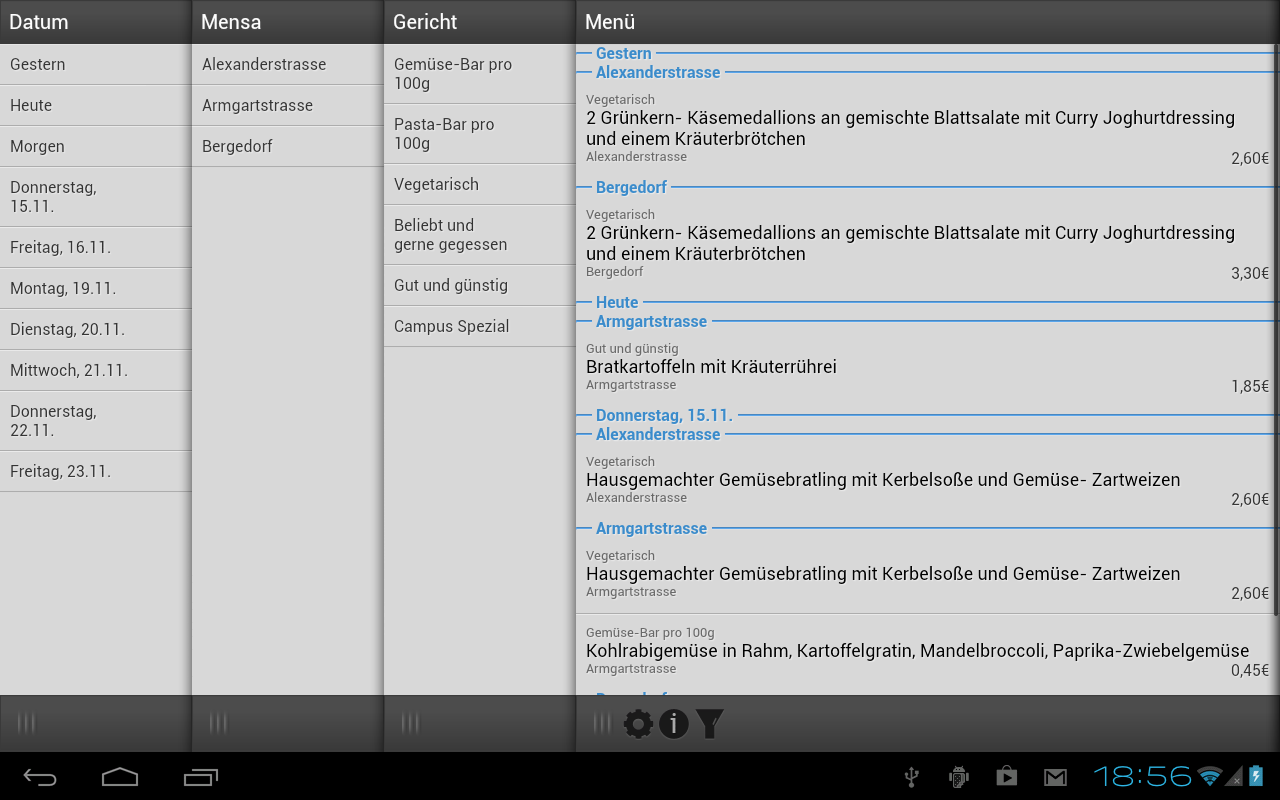 Datum
Gestern
Heute
Morgen
Donnerstag,
15.11.
Freitag, 16.11.
Montag, 19.11.
Dienstag, 20.11.
Mittwoch, 21.11.
Donnerstag,
22.11.
Freitag, 23.11.
Mensa
Alexanderstrasse
Armgartstrasse
Bergedorf
Gericht
Gemüse-Bar pro
100g
Pasta-Bar pro
100g
Vegetarisch
Beliebt und
gerne gegessen
Gut und günstig
Campus Spezial
Menü
Gestern
Alexanderstrasse
Vegetarisch
2 Grünkern- Käsemedallions an gemischte Blattsalate mit Curry Joghurtdressing
und einem Kräuterbrötchen
Alexanderstrasse
2,60€
Bergedorf
Vegetarisch
2 Grünkern- Käsemedallions an gemischte Blattsalate mit Curry Joghurtdressing
und einem Kräuterbrötchen
Bergedorf
3,30€
Heute
Armgartstrasse
Gut und günstig
Bratkartoffeln mit Kräuterrührei
Armgartstrasse
1,85€
Donnerstag, 15.11.
Alexanderstrasse
Vegetarisch
Hausgemachter Gemüsebratling mit Kerbelsoße und Gemüse- Zartweizen
Alexanderstrasse
2,60€
Armgartstrasse
Vegetarisch
Hausgemachter Gemüsebratling mit Kerbelsoße und Gemüse- Zartweizen
Armgartstrasse
2,60€
Gemüse-Bar pro 100g
Kohlrabigemüse in Rahm, Kartoffelgratin, Mandelbroccoli, Paprika-Zwiebelgemüse
Armgartstrasse
0,45€
18:56